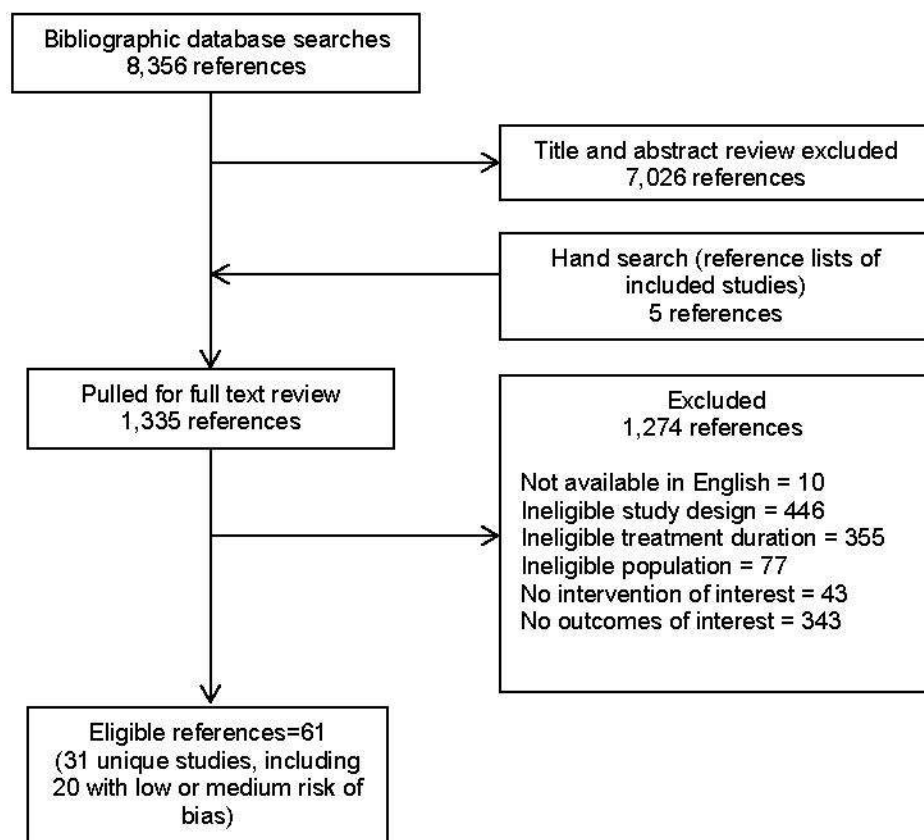 Bibliographic database searches
8,356 references
Title and abstract review excluded
7,026 references
Hand search (reference lists of
included studies)
5 references
Pulled for full text review
1,335 references
Excluded
1,274 references
Not available in English = 10
Ineligible study design = 446
Ineligible treatment duration = 355
Ineligible population = 77
No intervention of interest = 43
No outcomes of interest = 343
Eligible references=61
(31 unique studies, including
20 with low or medium risk of
bias)